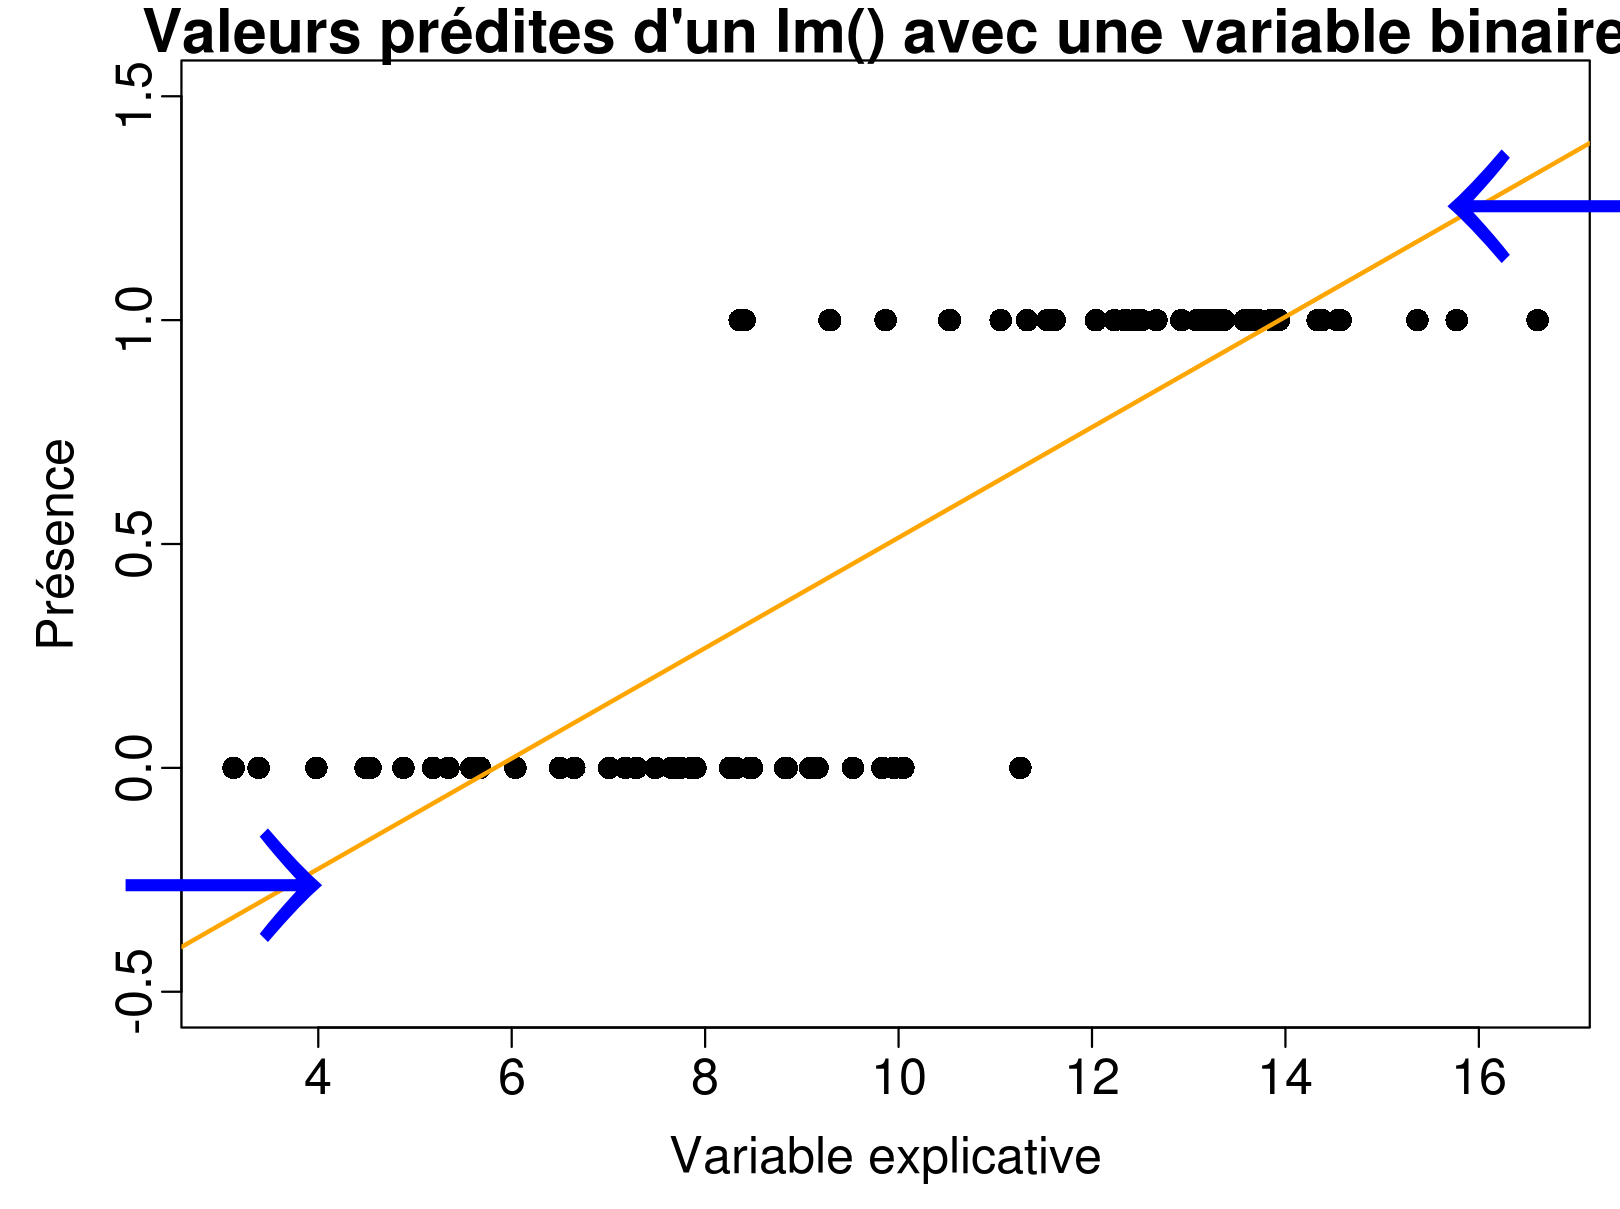 Valeurs prédites d'un lm() avec une variable binaire
1.5
1.0
0.5
0.0
-0.5
Présence
4 6 8 10 12 14 16
Variable explicative